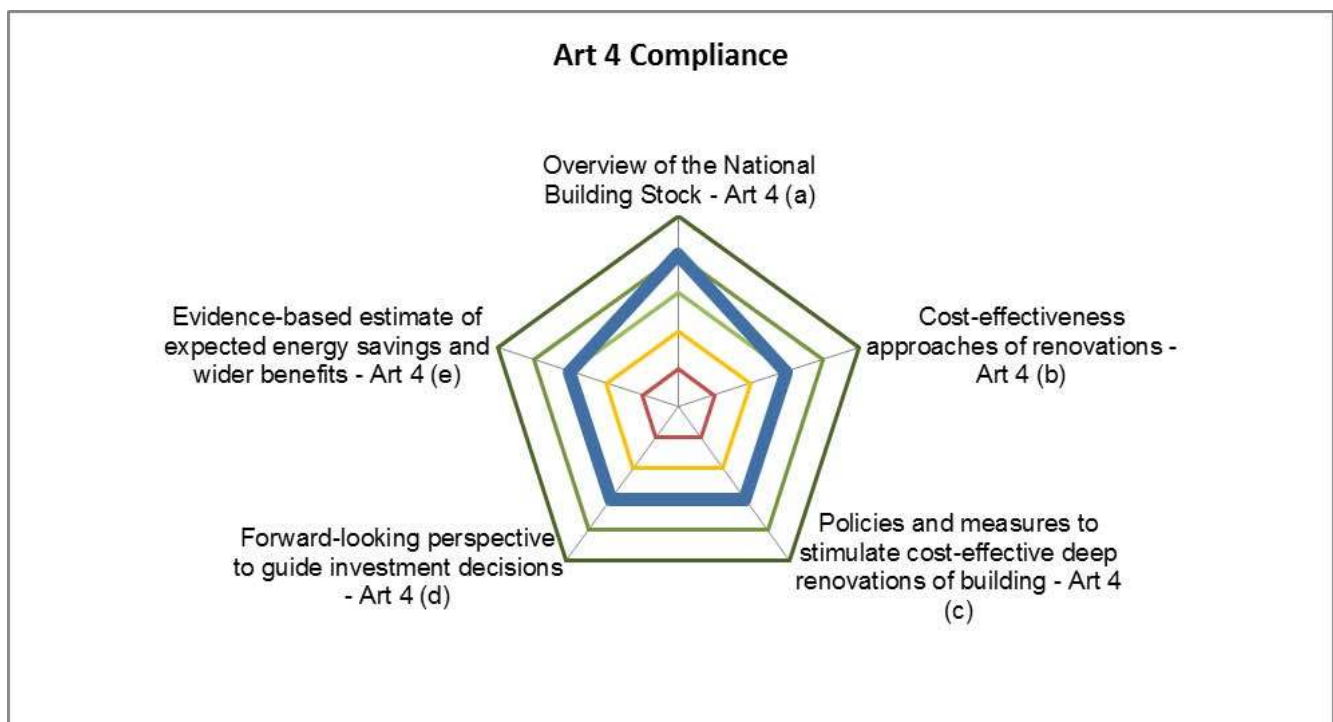 Art 4 Compliance
Overview of the National
Building Stock - Art 4 (a)
Evidence-based estimate of
expected energy savings and
wider benefits - Art 4 (e)
Cost-effectiveness
approaches of renovations -
Art 4 (b)
Forward-looking perspective
to guide investment decisions
- Art 4 (d)
Policies and measures to
stimulate cost-effective deep
renovations of building - Art 4
(c)